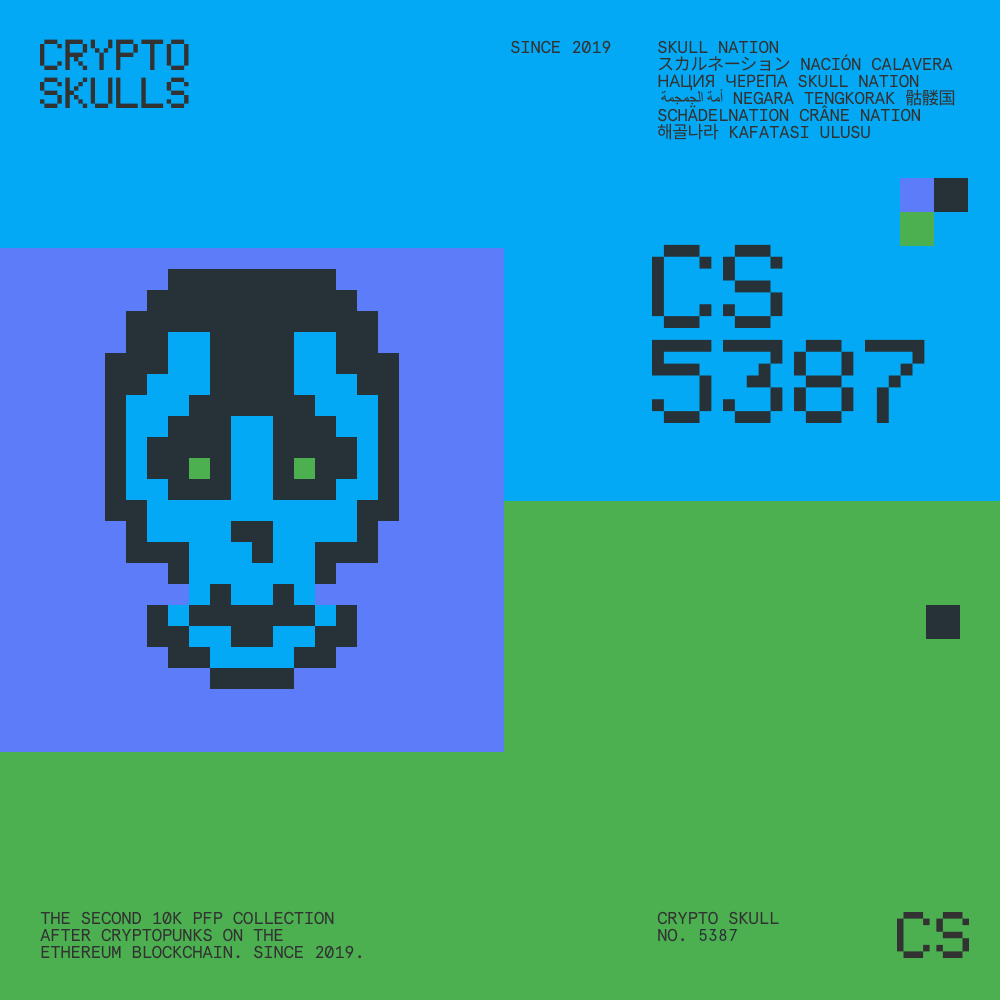 CRYPTO
SKULLS
SINCE 2019
SKULL NATION
スカルネーション NACIÓN CALAVERA
НАЦИЯ ЧЕРЕПА SKULL NATION
أمة الجمجمة NEGARA TENGKORAK 骷髅国
SCHÄDELNATION CRÂNE NATION
해골나라 KAFATASI ULUSU
CS
5387
THE SECOND 10K PFP COLLECTION
AFTER CRYPTOPUNKS ON THE
ETHEREUM BLOCKCHAIN. SINCE 2019.
CRYPTO SKULL
NO. 5387
CS